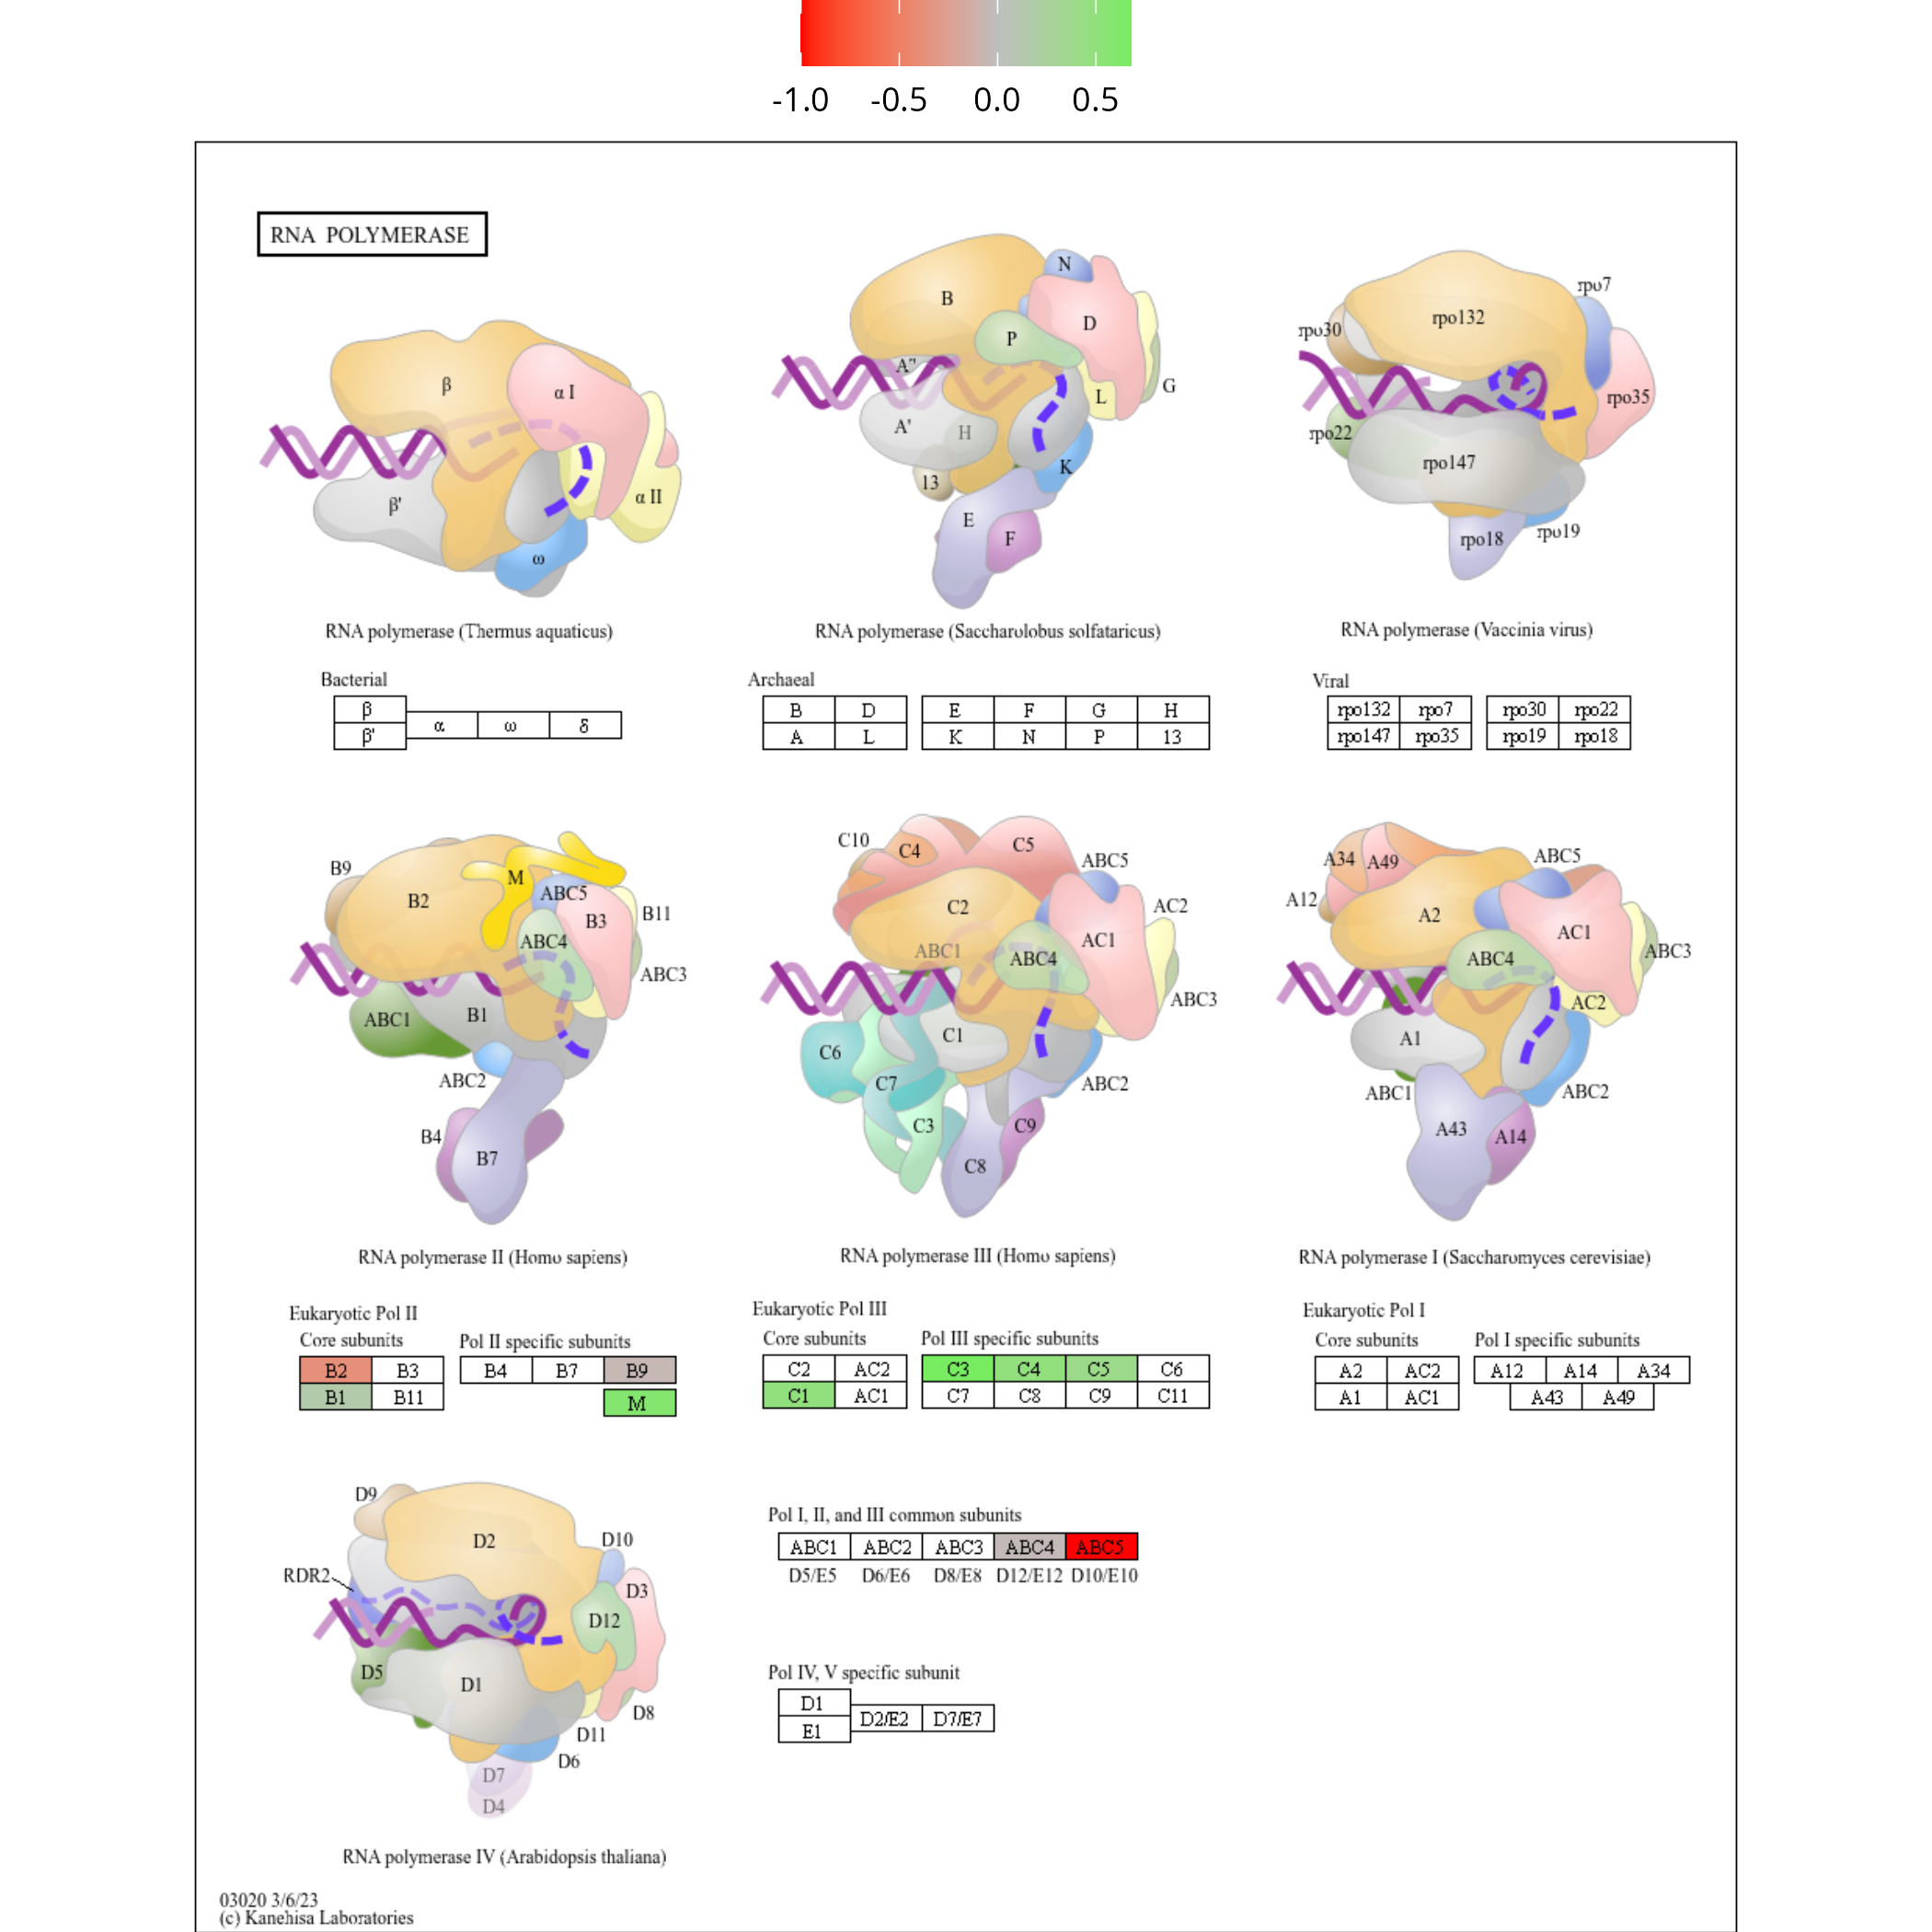 -1.0 -0.5 0.0 0.5
RNA POLYMERASE
β
α I
β'
α II
ω
RNA polymerase (Thermus aquaticus)
N
B
D
P
A''
G
L
A'
H
K
13
E
F
RNA polymerase (Saccharolobus solfataricus)
rpo7
rpo132
rpo30
rpo35
rpo22
rpo147
rpo19
rpo18
RNA polymerase (Vaccinia virus)
Bacterial
β
β'
α ω δ
Archaeal
B D E F G H
A L K N P 13
Viral
rpo132 rpo7 rpo30 rpo22
rpo147 rpo35 rpo19 rpo18
B9
M
B2
ABC5
B3
B11
ABC4
ABC3
ABC1
B1
ABC2
B4
B7
RNA polymerase II (Homo sapiens)
C10
C4
C5
ABC5
C2
AC2
AC1
ABC1
ABC4
ABC3
C1
C6
C7
ABC2
C3
C9
C8
RNA polymerase III (Homo sapiens)
A34
A49
ABC5
A12
A2
AC1
ABC3
ABC4
AC2
A1
ABC1
ABC2
A43
A14
RNA polymerase I (Saccharomyces cerevisiae)
Eukaryotic Pol II
Core subunits Pol II specific subunits
B2 B3 B4 B7 B9
B1 B11 M
Eukaryotic Pol III
Core subunits Pol III specific subunits
C2 AC2 C3 C4 C5 C6
C1 AC1 C7 C8 C9 C11
Eukaryotic Pol I
Core subunits Pol I specific subunits
A2 AC2 A12 A14 A34
A1 AC1 A43 A49
D9
D2
D10
RDR2
D3
D12
D5
D1
D8
D11
D6
D7
D4
RNA polymerase IV (Arabidopsis thaliana)
Pol I, II, and III common subunits
ABC1 ABC2 ABC3 ABC4 ABC5
D5/E5 D6/E6 D8/E8 D12/E12 D10/E10
Pol IV, V specific subunit
D1
E1
D2/E2 D7/E7
03020 3/6/23
(c) Kanehisa Laboratories